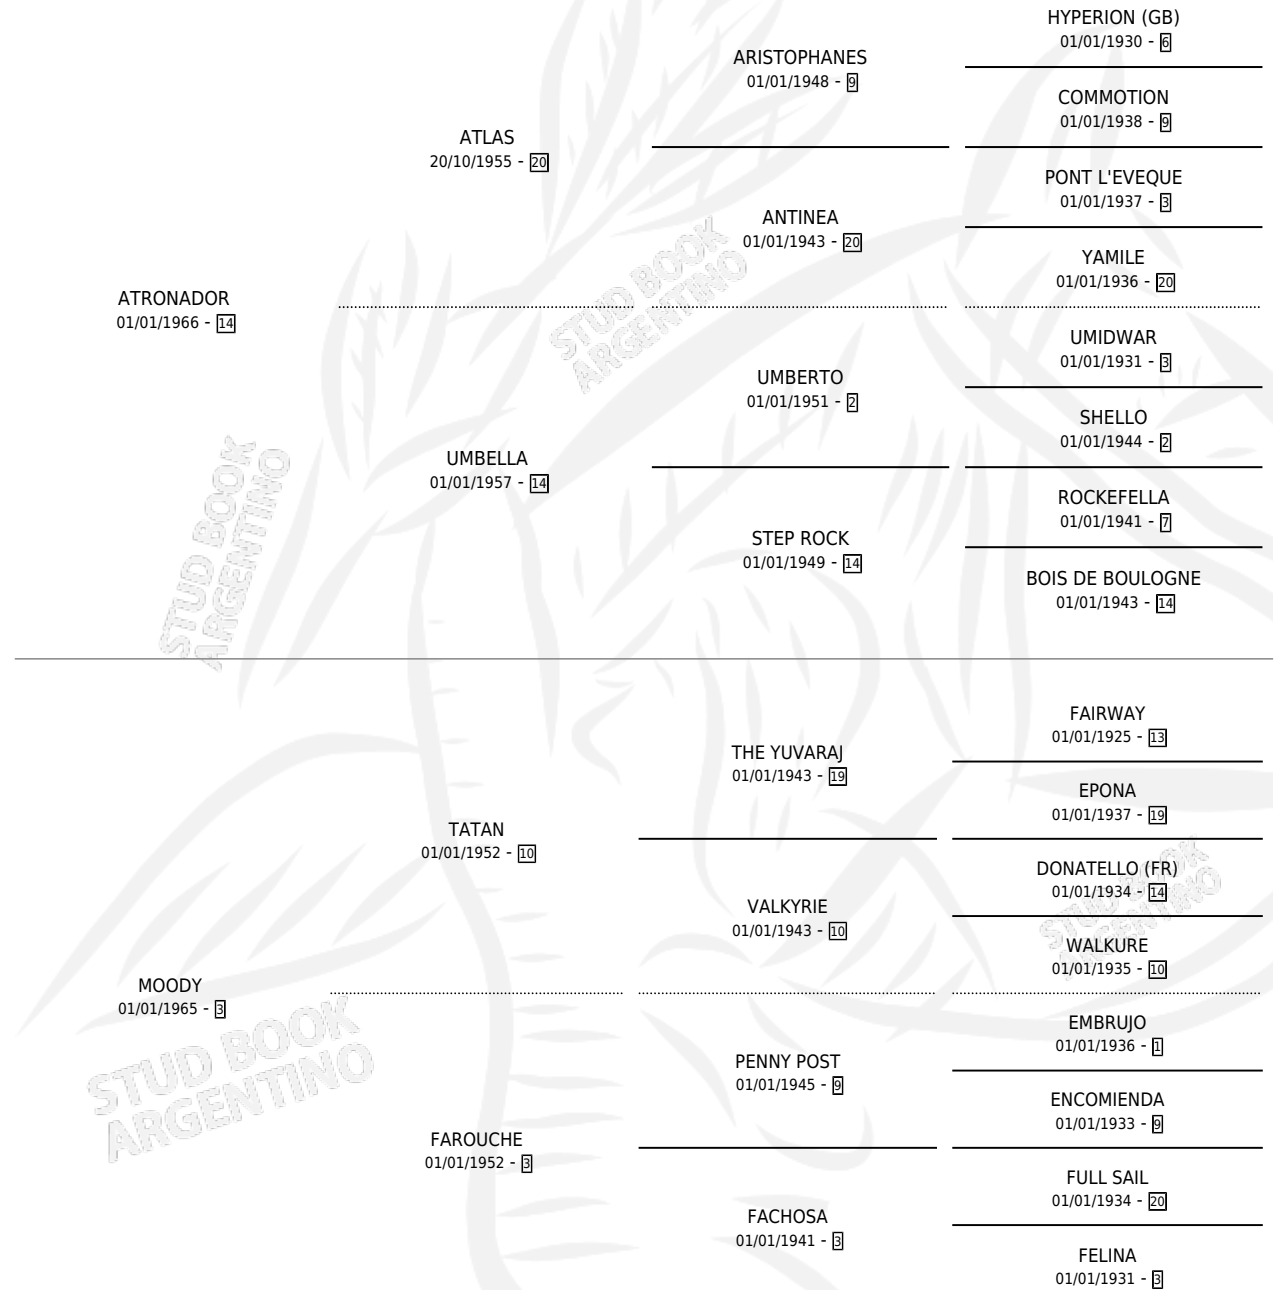 HYPERION (GB)
01/01/1930 - 6
ARISTOPHANES
01/01/1948 - 9
COMMOTION
01/01/1938 - 9
ATLAS
20/10/1955 - 20
PONT L'EVEQUE
01/01/1937 - 3
ANTINEA
01/01/1943 - 20
YAMILE
01/01/1936 - 20
STUD BOOK
ARGENTINO
ATRONADOR
01/01/1966 - 14
UMIDWAR
01/01/1931 - 3
UMBERTO
01/01/1951 - 2
SHELLO
01/01/1944 - 2
UMBELLA
01/01/1957 - 14
ROCKEFELLA
01/01/1941 - 7
STEP ROCK
01/01/1949 - 14
BOIS DE BOULOGNE
01/01/1943 - 14
STUD BOOK
ARGENTINO
FAIRWAY
01/01/1925 - 13
THE YUVARAJ
01/01/1943 - 19
EPONA
01/01/1937 - 19
TATAN
01/01/1952 - 10
DONATELLO (FR)
01/01/1934 - 14
VALKYRIE
01/01/1943 - 10
WALKURE
01/01/1935 - 10
STUD BOOK
ARGENTINO
MOODY
01/01/1965 - 3
EMBRUJO
01/01/1936 - 1
PENNY POST
01/01/1945 - 9
ENCOMIENDA
01/01/1933 - 9
STUD BOOK
ARGENTINO
FAROUCHE
01/01/1952 - 3
FULL SAIL
01/01/1934 - 20
FACHOSA
01/01/1941 - 3
FELINA
01/01/1931 - 3